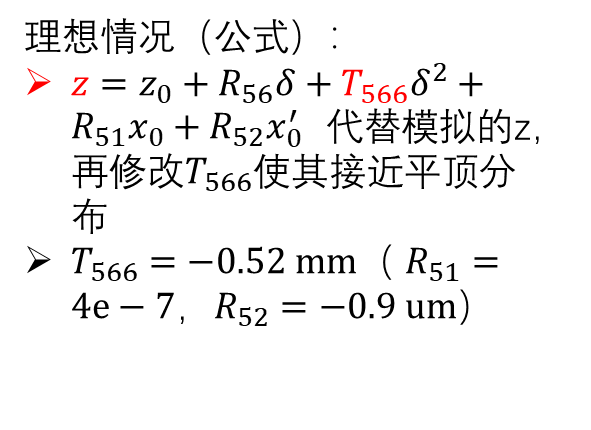 理想情况（公式）:
➢ z = z₀ + R₅₆δ + T₅₆₆δ² +
R₅₁x₀ + R₅₂x₀′ 代替模拟的z,
再修改T₅₆₆使其接近平顶分
布
➢ T₅₆₆ = −0.52 mm（ R₅₁ =
4e − 7,  R₅₂ = −0.9 um）